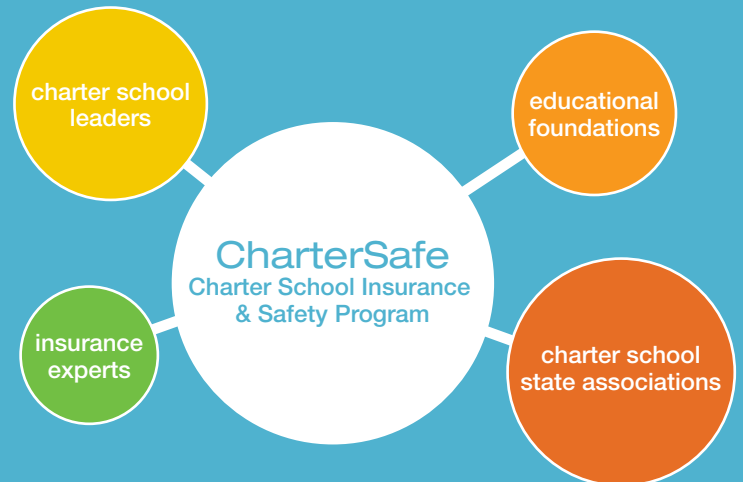 charter school
leaders
educational
foundations
CharterSafe
Charter School Insurance
& Safety Program
insurance
experts
charter school
state associations